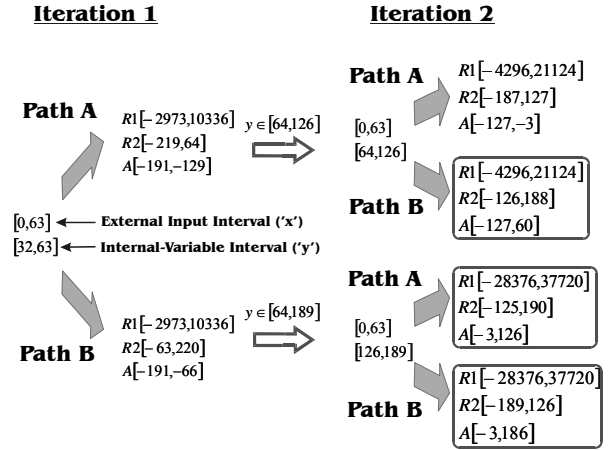 Iteration 1
Iteration 2
Path A
R1[−2973,10336]
R2[−219,64]
A[−191,−129]
y∈[64,126]
[0,63]
[64,126]
Path A
R1[−4296,21124]
R2[−187,127]
A[−127,−3]
Path B
R1[−4296,21124]
R2[−126,188]
A[−127,60]
[0,63] External Input Interval ('x')
[32,63] Internal-Variable Interval ('y')
Path B
R1[−2973,10336]
R2[−63,220]
A[−191,−66]
y∈[64,189]
[0,63]
[126,189]
Path A
R1[−28376,37720]
R2[−125,190]
A[−3,126]
Path B
R1[−28376,37720]
R2[−189,126]
A[−3,186]